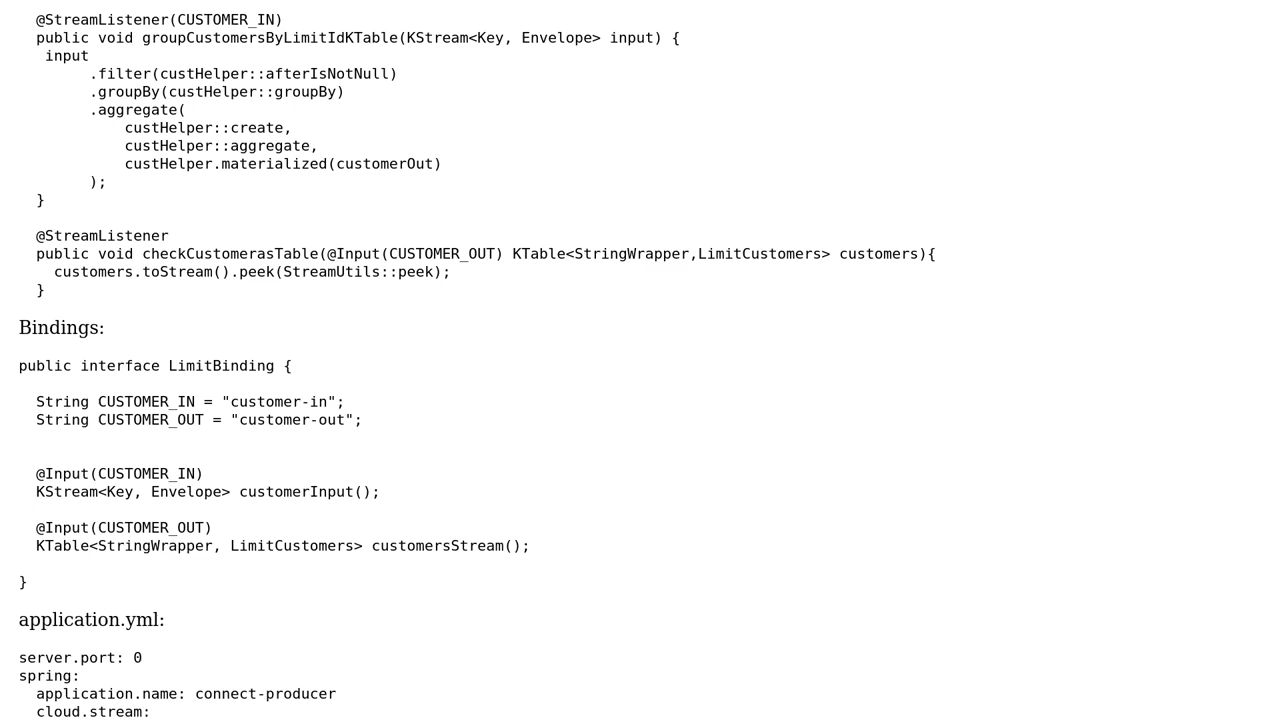 @StreamListener(CUSTOMER_IN)
public void groupCustomersByLimitIdKTable(KStream<Key, Envelope> input) {
input
.filter(custHelper::afterIsNotNull)
.groupBy(custHelper::groupBy)
.aggregate(
custHelper::create,
custHelper::aggregate,
custHelper.materialized(customerOut)
);
}
@StreamListener
public void checkCustomerasTable(@Input(CUSTOMER_OUT) KTable<StringWrapper,LimitCustomers> customers){
customers.toStream().peek(StreamUtils::peek);
}
Bindings:
public interface LimitBinding {
String CUSTOMER_IN = "customer-in";
String CUSTOMER_OUT = "customer-out";
@Input(CUSTOMER_IN)
KStream<Key, Envelope> customerInput();
@Input(CUSTOMER_OUT)
KTable<StringWrapper, LimitCustomers> customersStream();
}
application.yml:
server.port: 0
spring:
application.name: connect-producer
cloud.stream: